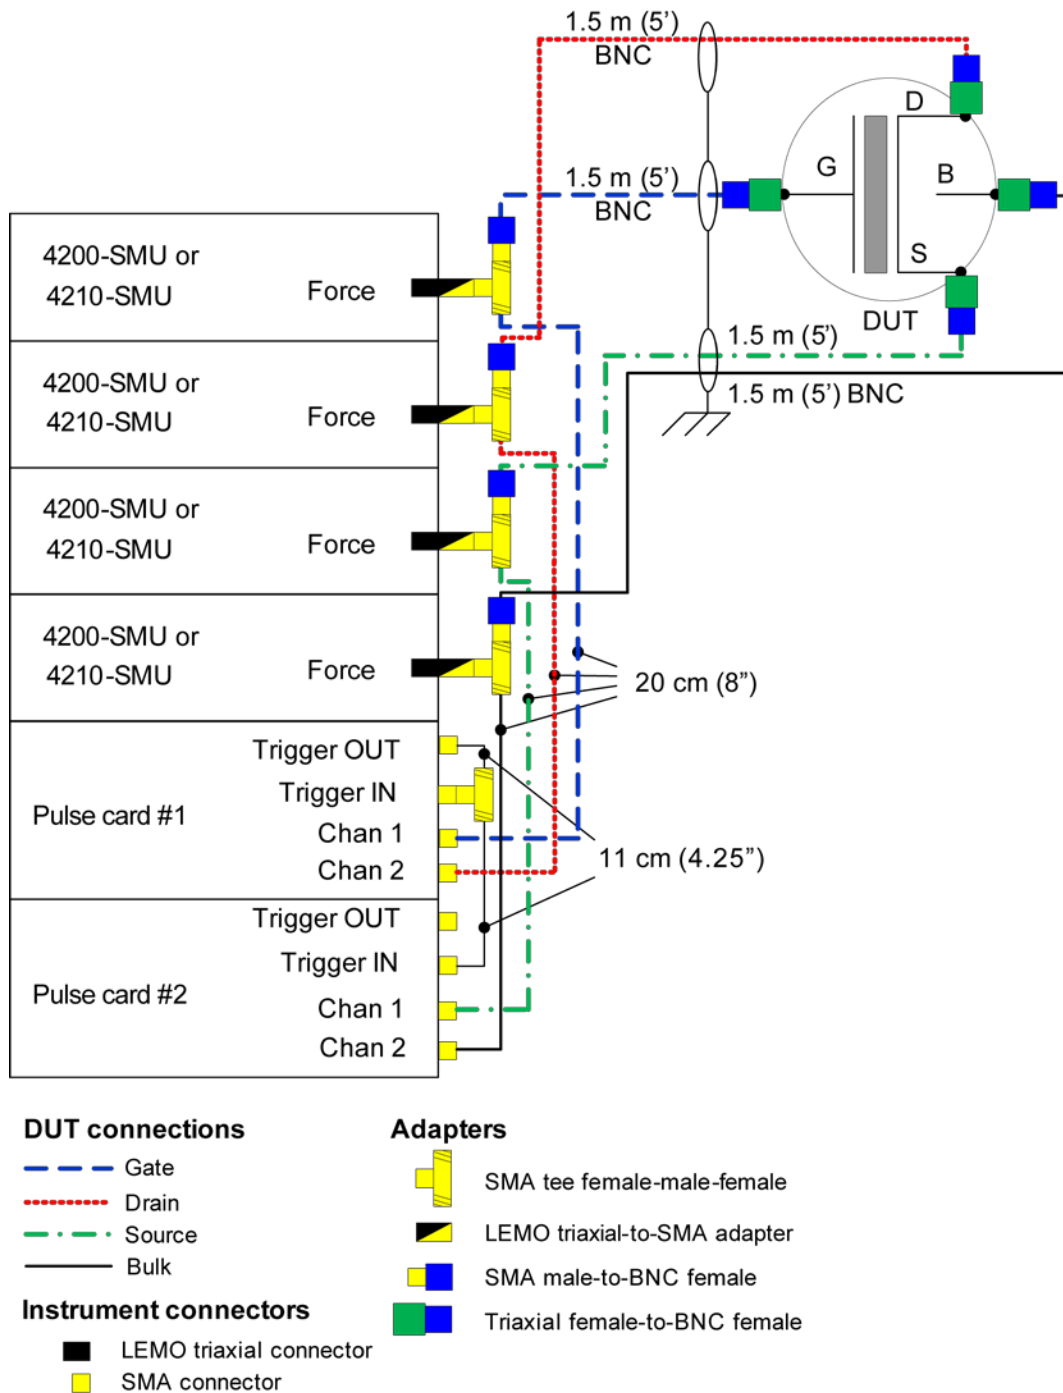 1.5 m (5’)
BNC
D
G
B
1.5 m (5’)
BNC
S
DUT
4200-SMU or
4210-SMU
Force
1.5 m (5’)
1.5 m (5’) BNC
4200-SMU or
4210-SMU
Force
4200-SMU or
4210-SMU
Force
4200-SMU or
4210-SMU
Force
20 cm (8”)
Trigger OUT
Trigger IN
Pulse card #1
Chan 1
Chan 2
11 cm (4.25”)
Trigger OUT
Trigger IN
Pulse card #2
Chan 1
Chan 2
DUT connections
Gate
Drain
Source
Bulk
Instrument connectors
LEMO triaxial connector
SMA connector
Adapters
SMA tee female-male-female
LEMO triaxial-to-SMA adapter
SMA male-to-BNC female
Triaxial female-to-BNC female